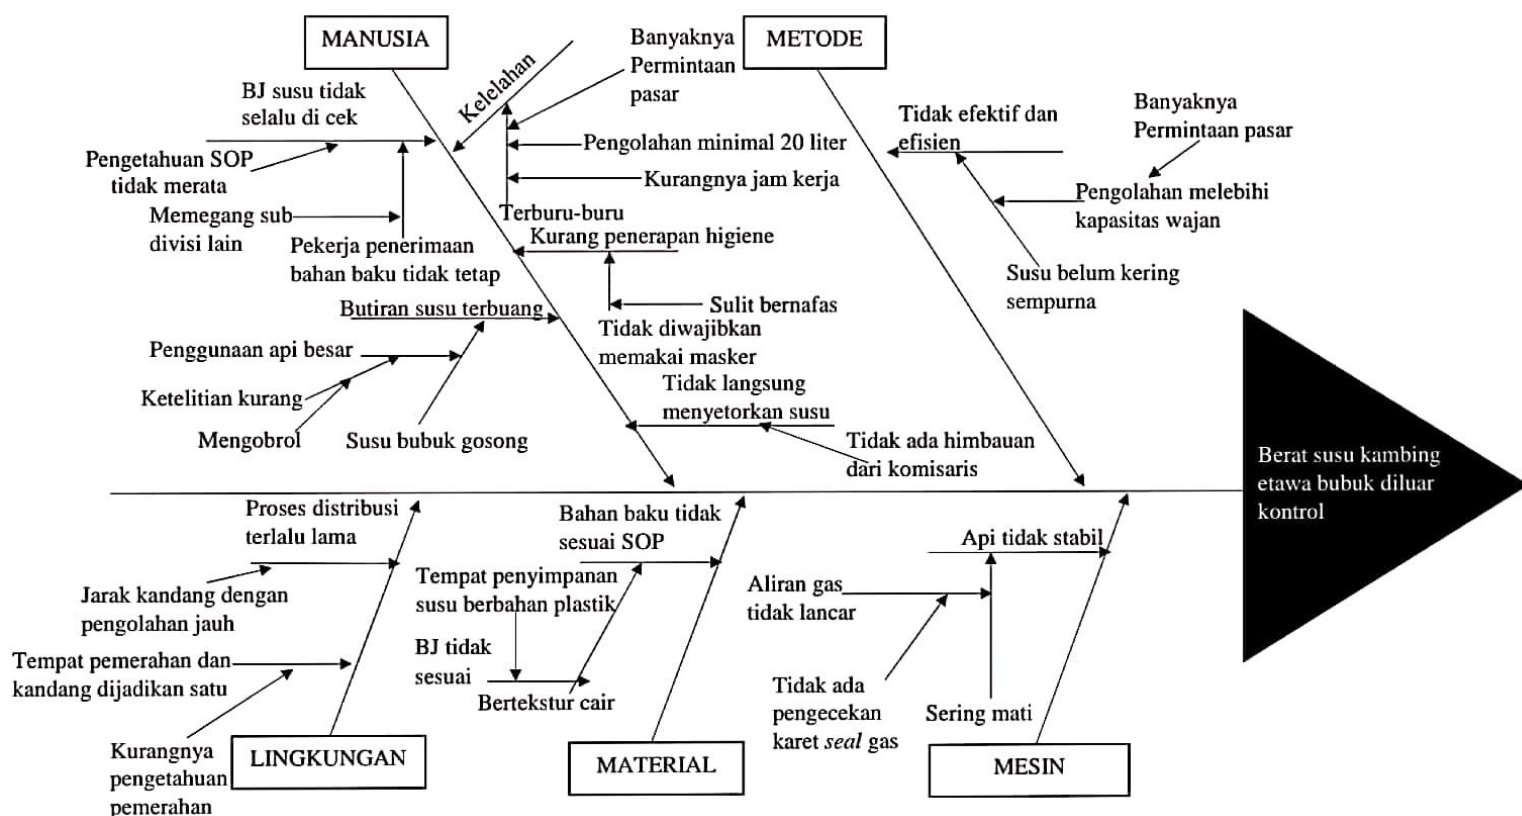 MANUSIA
METODE
Banyaknya
Permintaan
pasar
Kelelahan
BJ susu tidak
selalu di cek
Pengetahuan SOP
tidak merata
Memegang sub
divisi lain
Pekerja penerimaan
bahan baku tidak tetap
Pengolahan minimal 20 liter
Kurangnya jam kerja
Terburu-buru
Kurang penerapan higiene
Sulit bernafas
Tidak diwajibkan
memakai masker
Butiran susu terbuang
Penggunaan api besar
Ketelitian kurang
Mengobrol
Susu bubuk gosong
Tidak langsung
menyetorkan susu
Tidak ada himbauan
dari komisaris
Tidak efektif dan
efisien
Banyaknya
Permintaan pasar
Pengolahan melebihi
kapasitas wajan
Susu belum kering
sempurna
Berat susu kambing
etawa bubuk diluar
kontrol
Proses distribusi
terlalu lama
Jarak kandang dengan
pengolahan jauh
Tempat pemerahan dan
kandang dijadikan satu
Kurangnya
pengetahuan
pemerahan
LINGKUNGAN
Bahan baku tidak
sesuai SOP
Tempat penyimpanan
susu berbahan plastik
BJ tidak
sesuai
Bertekstur cair
MATERIAL
Api tidak stabil
Aliran gas
tidak lancar
Tidak ada
pengecekan
karet seal gas
Sering mati
MESIN